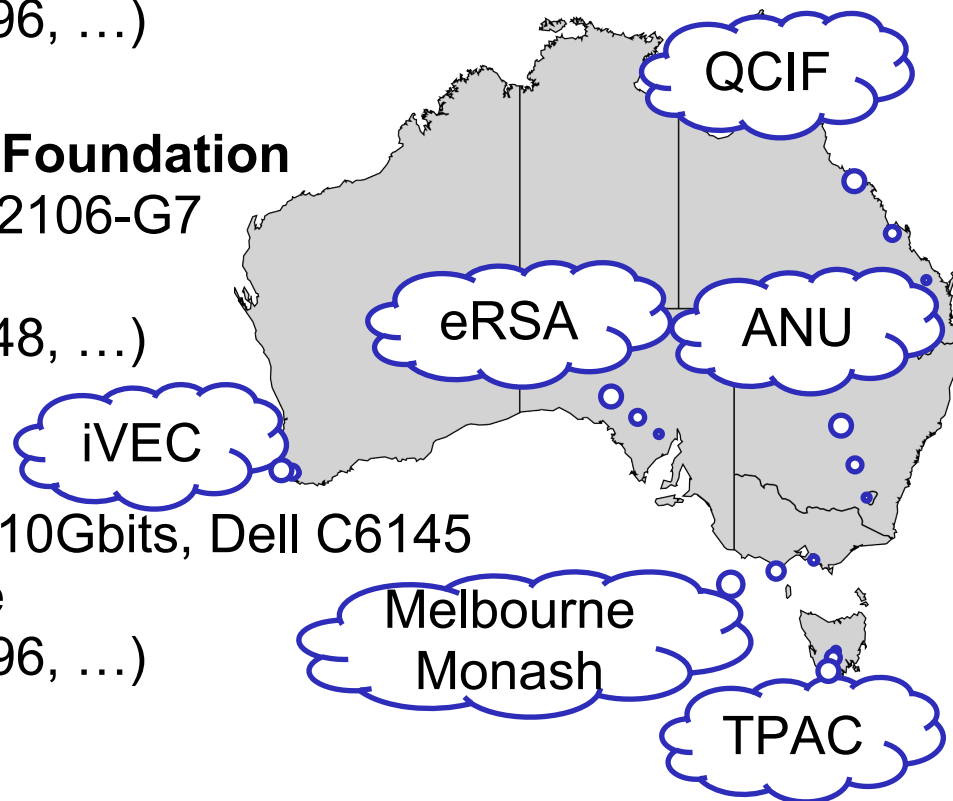 96, …)
QCIF
Foundation
2106-G7
eRSA
ANU
48, …)
iVEC
10Gbits, Dell C6145
e
96, …)
Melbourne
Monash
TPAC